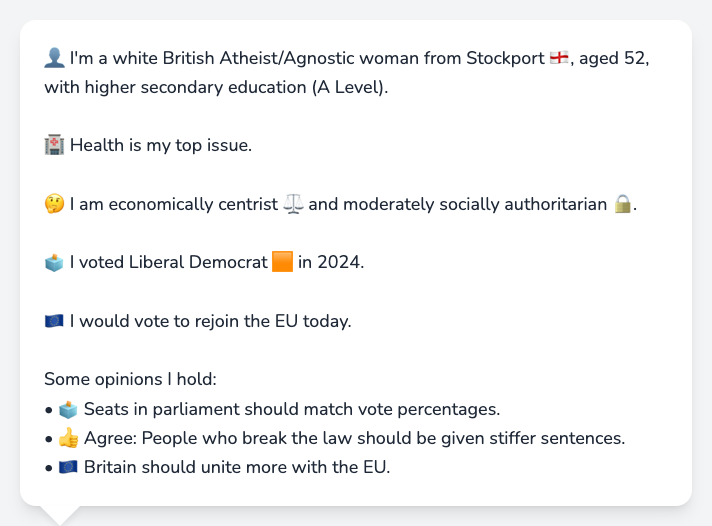 👤 I'm a white British Atheist/Agnostic woman from Stockport 🏴󠁧󠁢󠁥󠁮󠁧󠁿, aged 52,
with higher secondary education (A Level).
🏥 Health is my top issue.
🤔 I am economically centrist ⚖️ and moderately socially authoritarian 🔒.
🗳️ I voted Liberal Democrat 🟧 in 2024.
🇪🇺 I would vote to rejoin the EU today.
Some opinions I hold:
• 🗳️ Seats in parliament should match vote percentages.
• 👍 Agree: People who break the law should be given stiffer sentences.
• 🇪🇺 Britain should unite more with the EU.